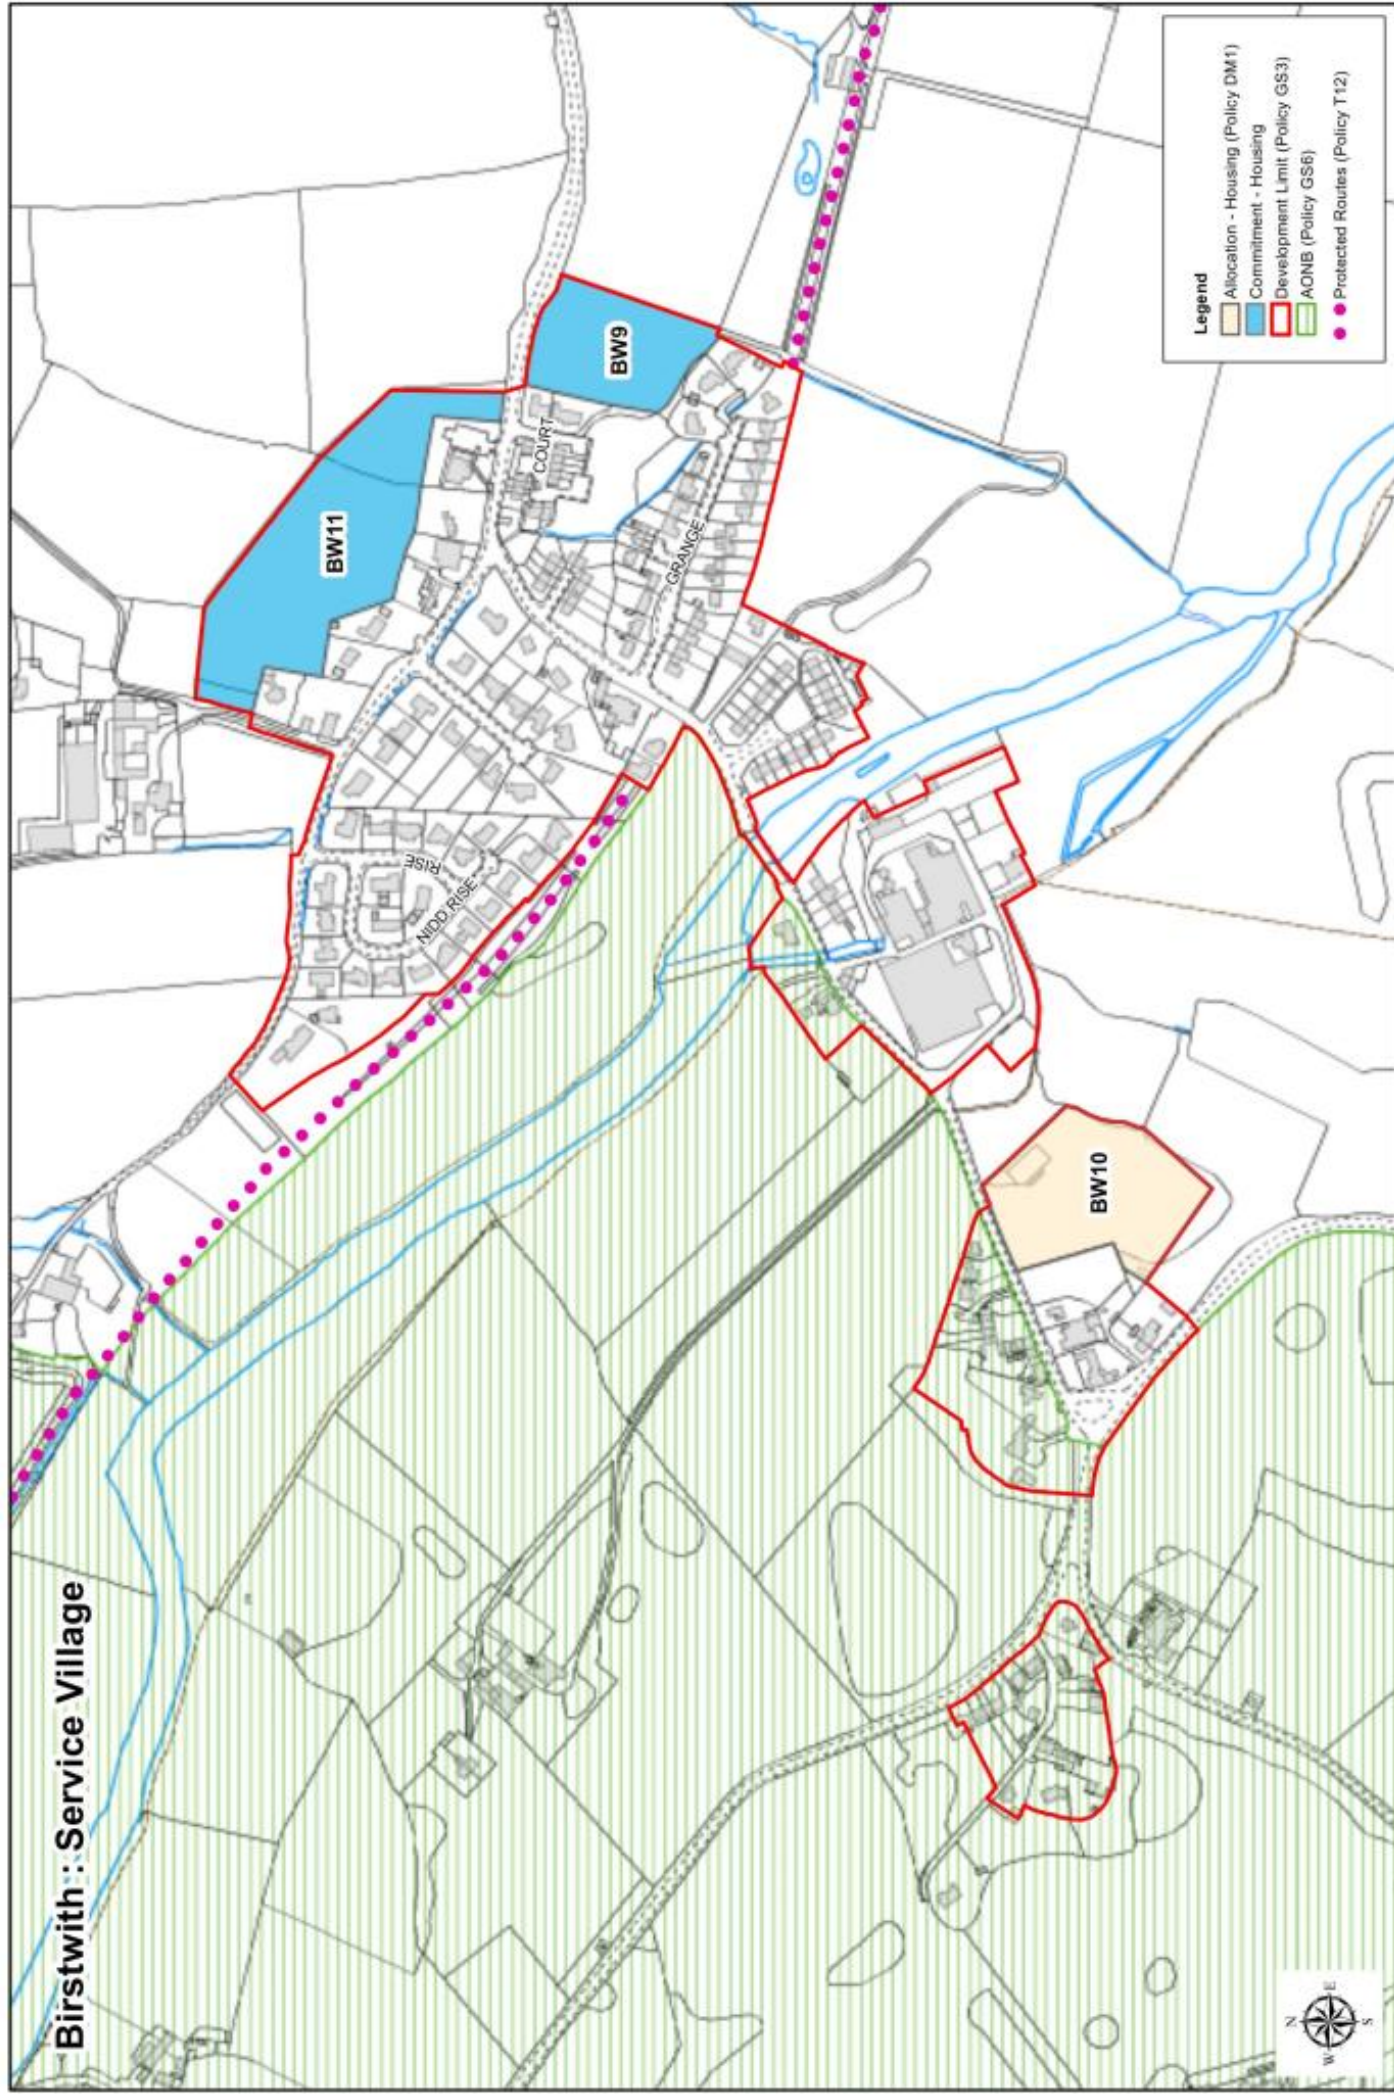 Birstwith : Service Village
BW11
BW9
COURT
GRANGE
RISE
NIDD RISE
BW10
Legend
Allocation - Housing (Policy DM1)
Commitment - Housing
Development Limit (Policy GS3)
AONB (Policy GS6)
Protected Routes (Policy T12)
N
W
E
S